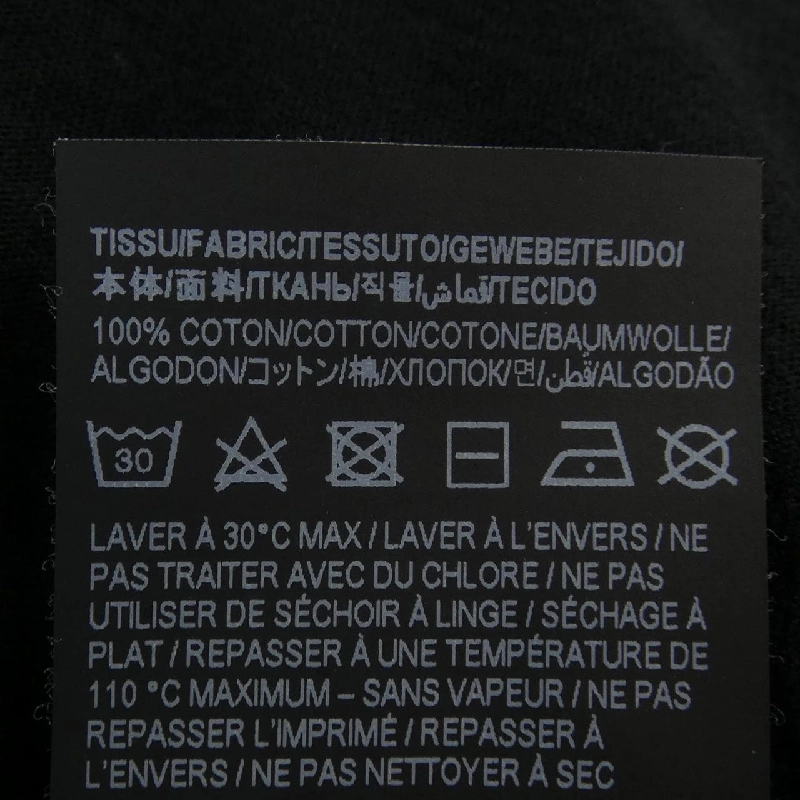 TISSU/FABRIC/TESSUTO/GEWEBE/TEJIDO/
本体/面料/ТКАНЬ/직물/قماش/TECIDO
100% COTON/COTTON/COTONE/BAUMWOLLE/
ALGODON/コットン/棉/ХЛОПОК/면/قطن/ALGODÃO
30
LAVER À 30°C MAX / LAVER À L'ENVERS / NE
PAS TRAITER AVEC DU CHLORE / NE PAS
UTILISER DE SÉCHOIR À LINGE / SÉCHAGE À
PLAT / REPASSER À UNE TEMPÉRATURE DE
110 °C MAXIMUM – SANS VAPEUR / NE PAS
REPASSER L'IMPRIMÉ / REPASSER À
L'ENVERS / NE PAS NETTOYER À SEC